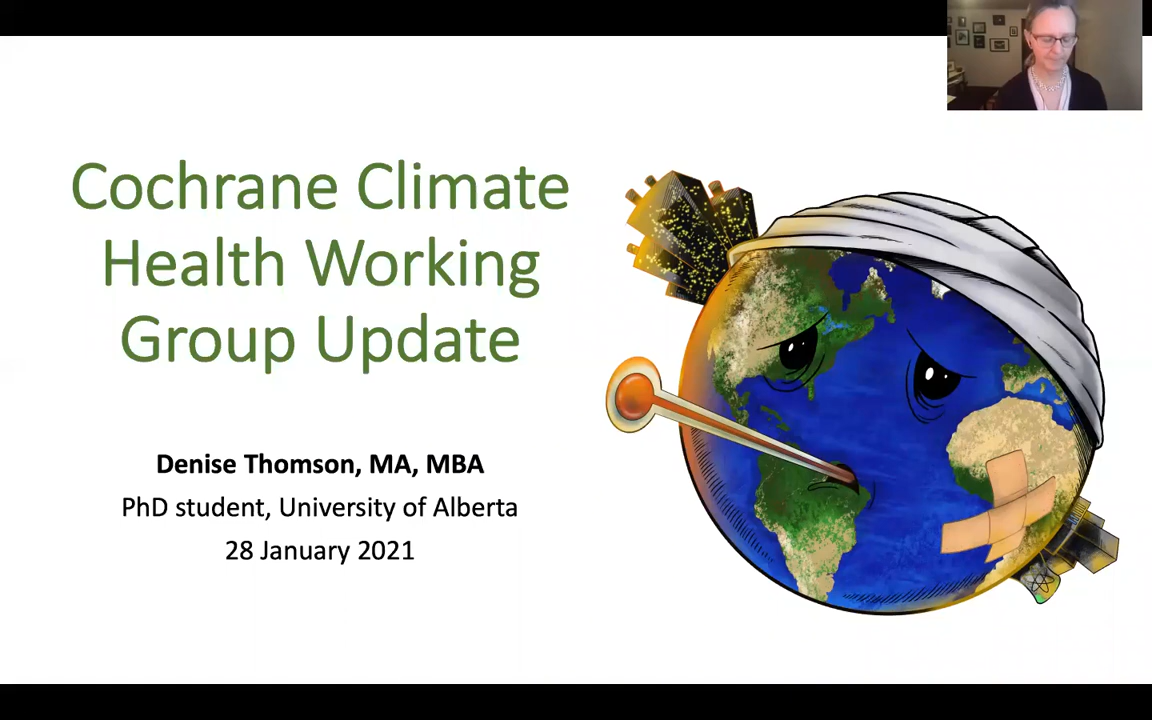 Cochrane Climate
Health Working
Group Update
Denise Thomson, MA, MBA
PhD student, University of Alberta
28 January 2021